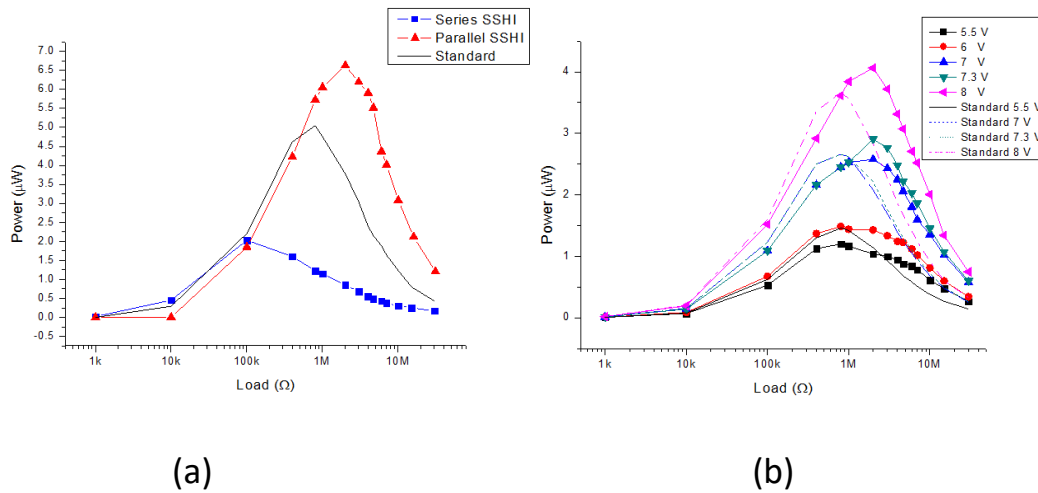 Series SSHI
Parallel SSHI
Standard
7.0
6.5
6.0
5.5
5.0
4.5
4.0
3.5
3.0
2.5
2.0
1.5
1.0
0.5
0.0
-0.5
Power (µW)
1k 10k 100k 1M 10M
Load (Ω)
(a)
5.5 V
6 V
7 V
7.3 V
8 V
Standard 5.5 V
Standard 7 V
Standard 7.3 V
Standard 8 V
4
3
2
1
0
Power (µW)
1k 10k 100k 1M 10M
Load (Ω)
(b)